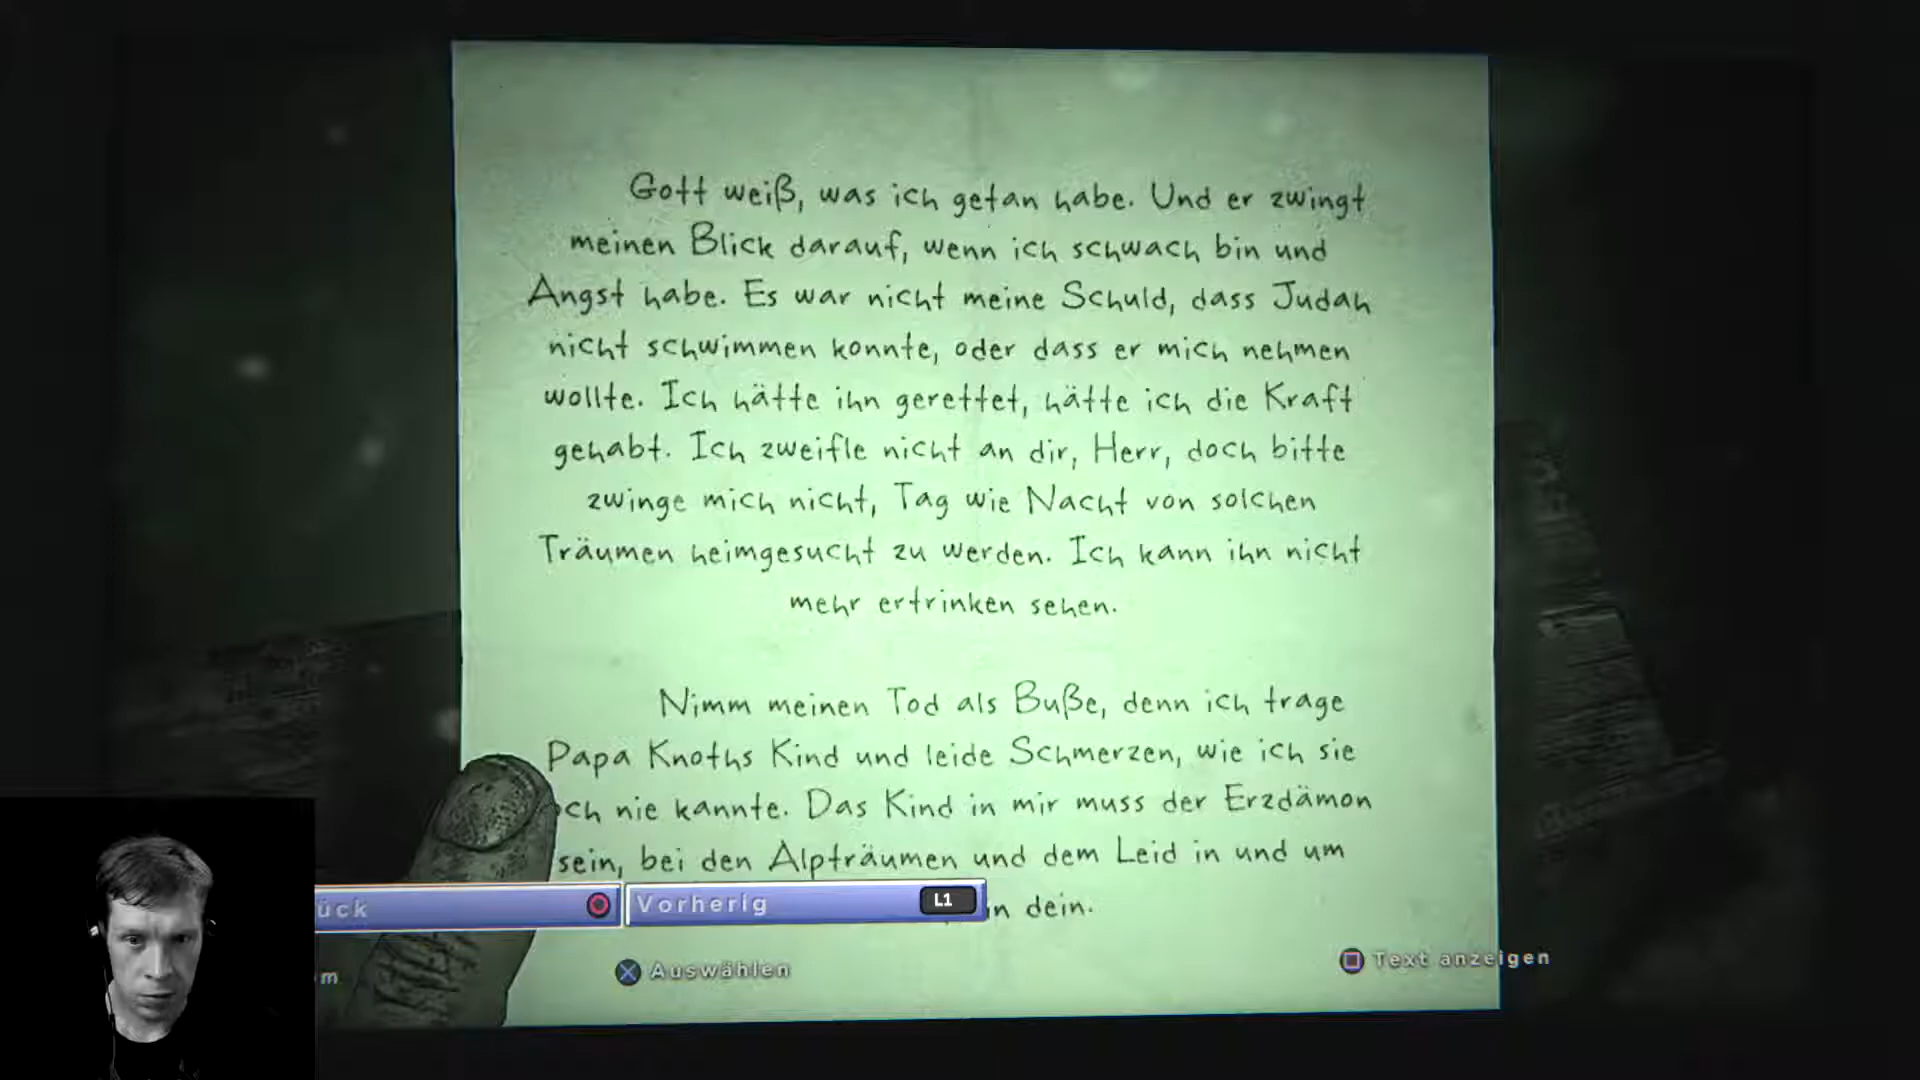 Gott weiß, was ich getan habe. Und er zwingt
meinen Blick darauf, wenn ich schwach bin und
Angst habe. Es war nicht meine Schuld, dass Judah
nicht schwimmen konnte, oder dass er mich nehmen
wollte. Ich hätte ihn gerettet, hätte ich die Kraft
gehabt. Ich zweifle nicht an dir, Herr, doch bitte
zwinge mich nicht, Tag wie Nacht von solchen
Träumen heimgesucht zu werden. Ich kann ihn nicht
mehr ertrinken sehen.
Nimm meinen Tod als Buße, denn ich trage
Papa Knoths Kind und leide Schmerzen, wie ich sie
och nie kannte. Das Kind in mir muss der Erzdämon
sein, bei den Alpträumen und dem Leid in und um
in dein.
ück
Vorherig L1
m
Auswählen
Text anzeigen